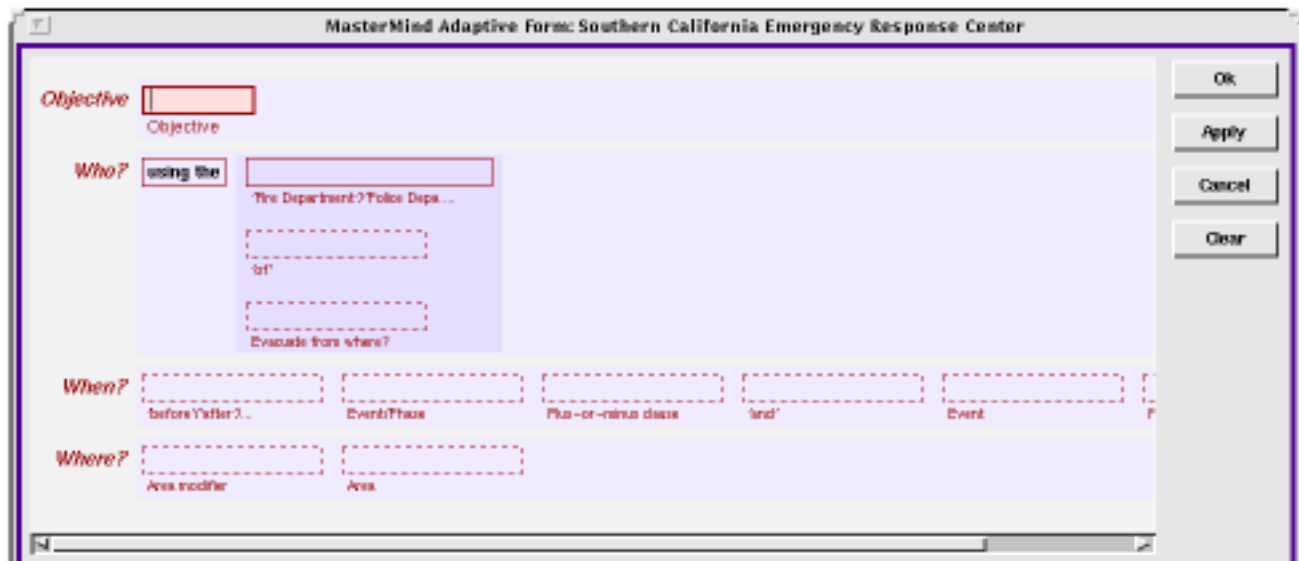 MasterMind Adaptive Form: Southern California Emergency Response Center
Objective
Objective
Who?
using the
'Fire Department'?'Police Depa...
'of'
Evacuate from where?
When?
'before'?'after'?...
Event/Phase
Plus-or-minus clause
'and'
Event
Where?
Area modifier
Area
Ok
Apply
Cancel
Clear